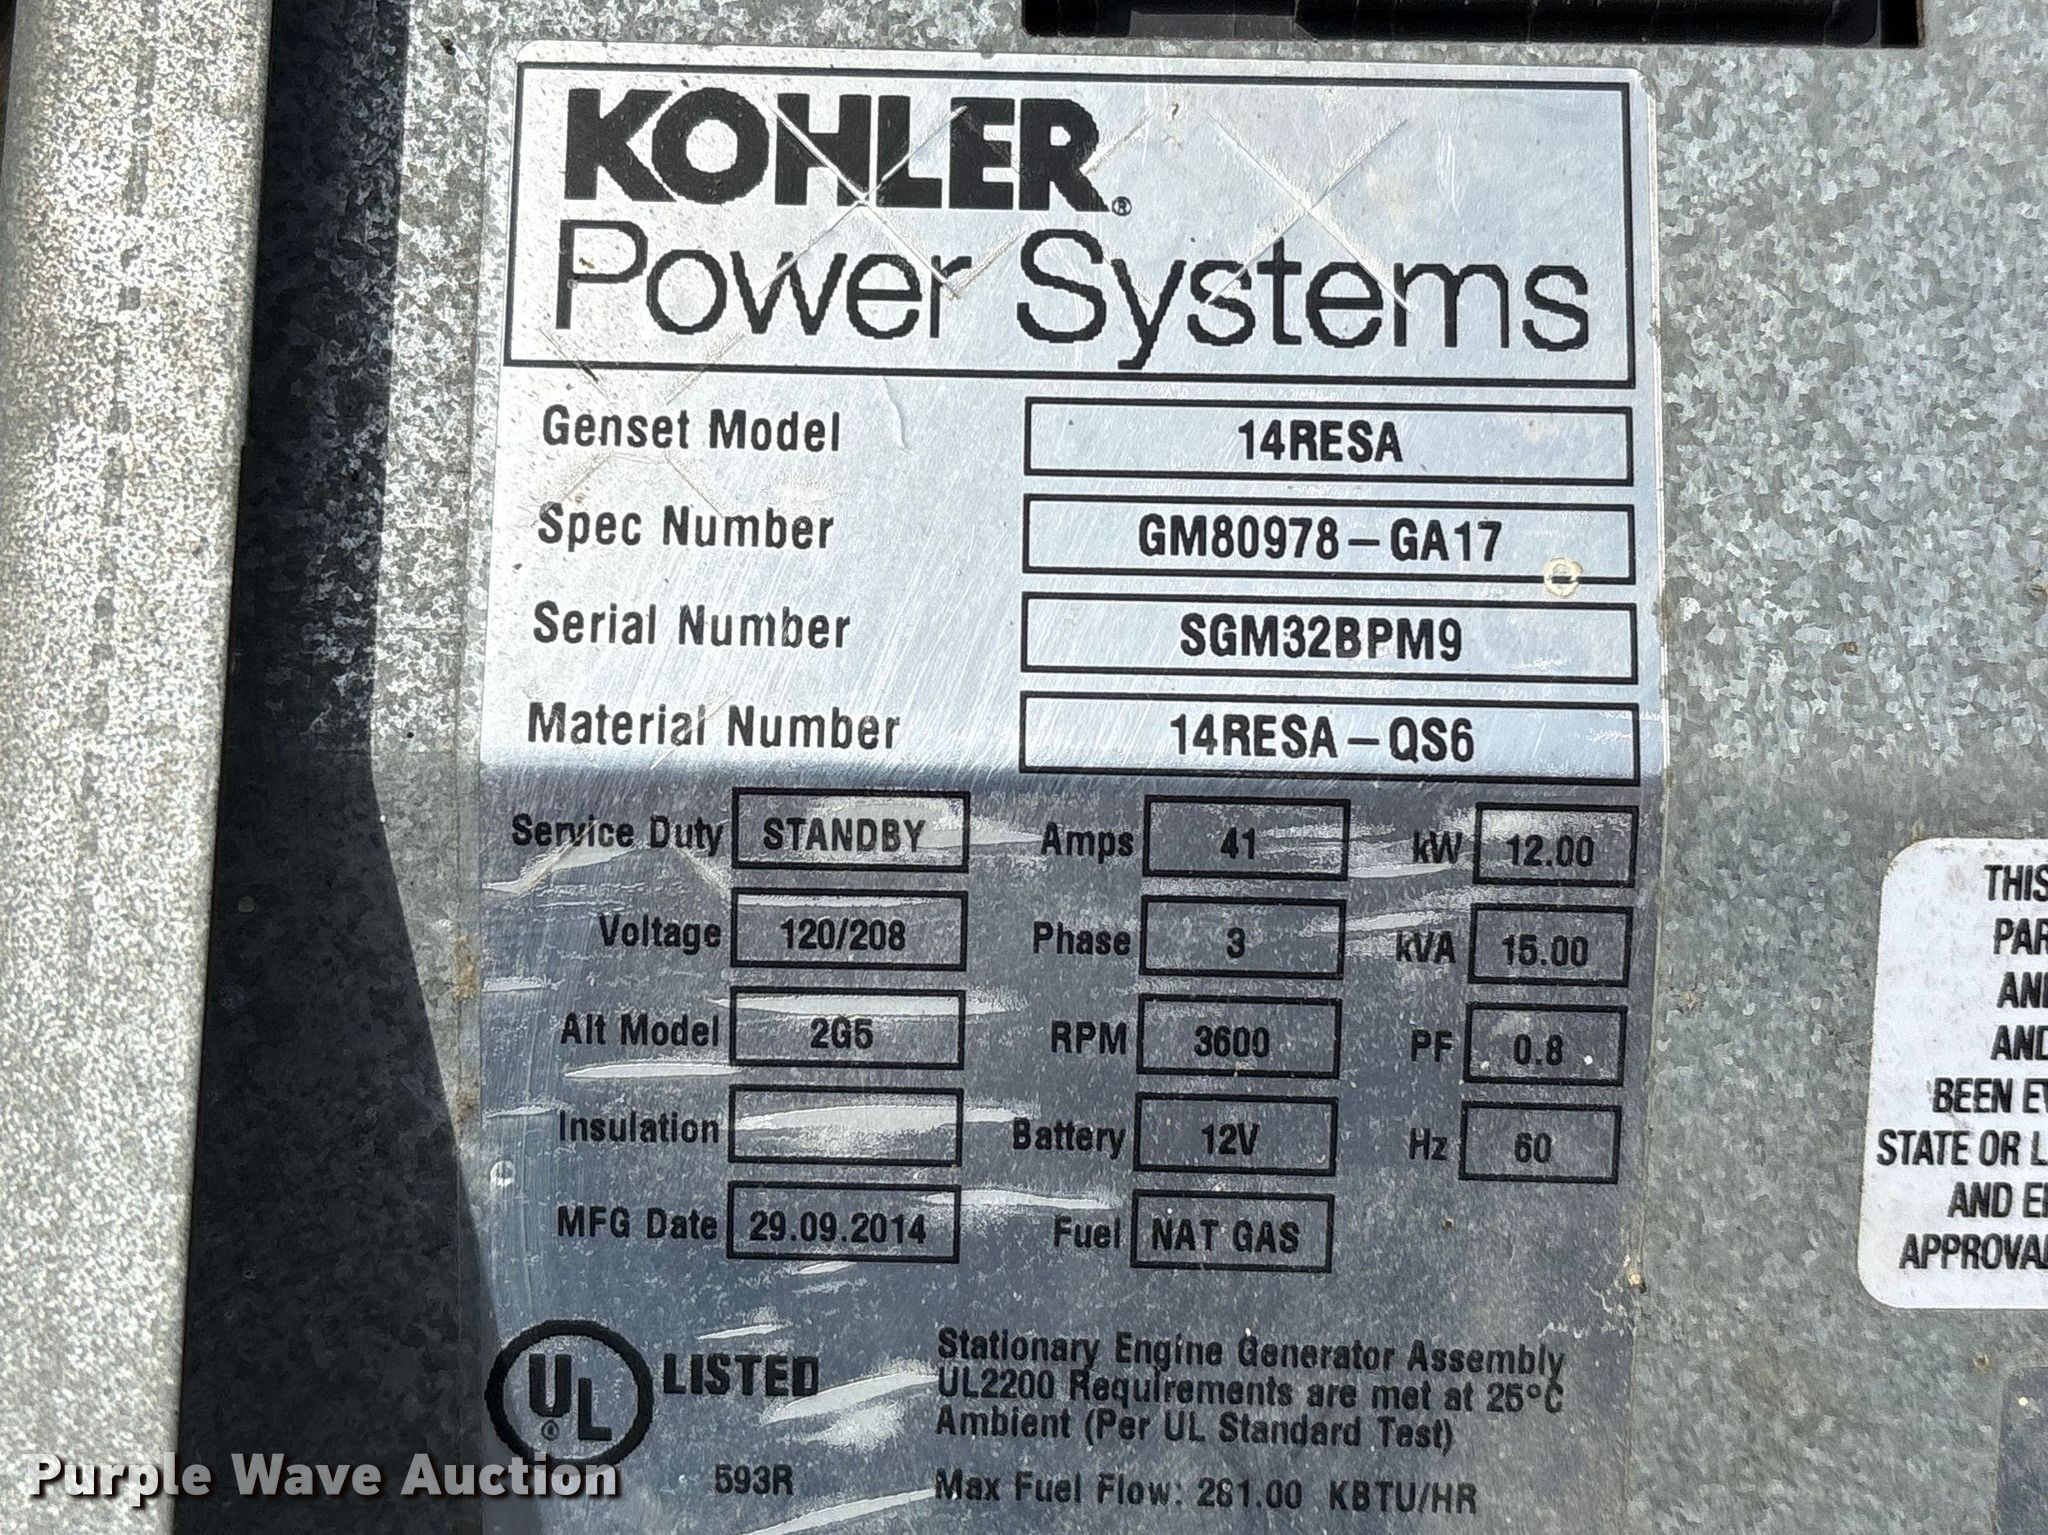 KOHLER®
Power Systems
Genset Model 14RESA
Spec Number GM80978-GA17
Serial Number SGM32BPM9
Material Number 14RESA-QS6
Service Duty STANDBY Amps 41 kW 12.00
Voltage 120/208 Phase 3 kVA 15.00
Alt Model 2G5 RPM 3600 PF 0.8
Insulation Battery 12V Hz 60
MFG Date 29.09.2014 Fuel NAT GAS
UL® LISTED
593R
Stationary Engine Generator Assembly
UL2200 Requirements are met at 25°C
Ambient (Per UL Standard Test)
Max Fuel Flow: 281.00 KBTU/HR
THIS
PAR
AN
AND
BEEN E
STATE OR L
AND E
APPROVAL
Purple Wave Auction